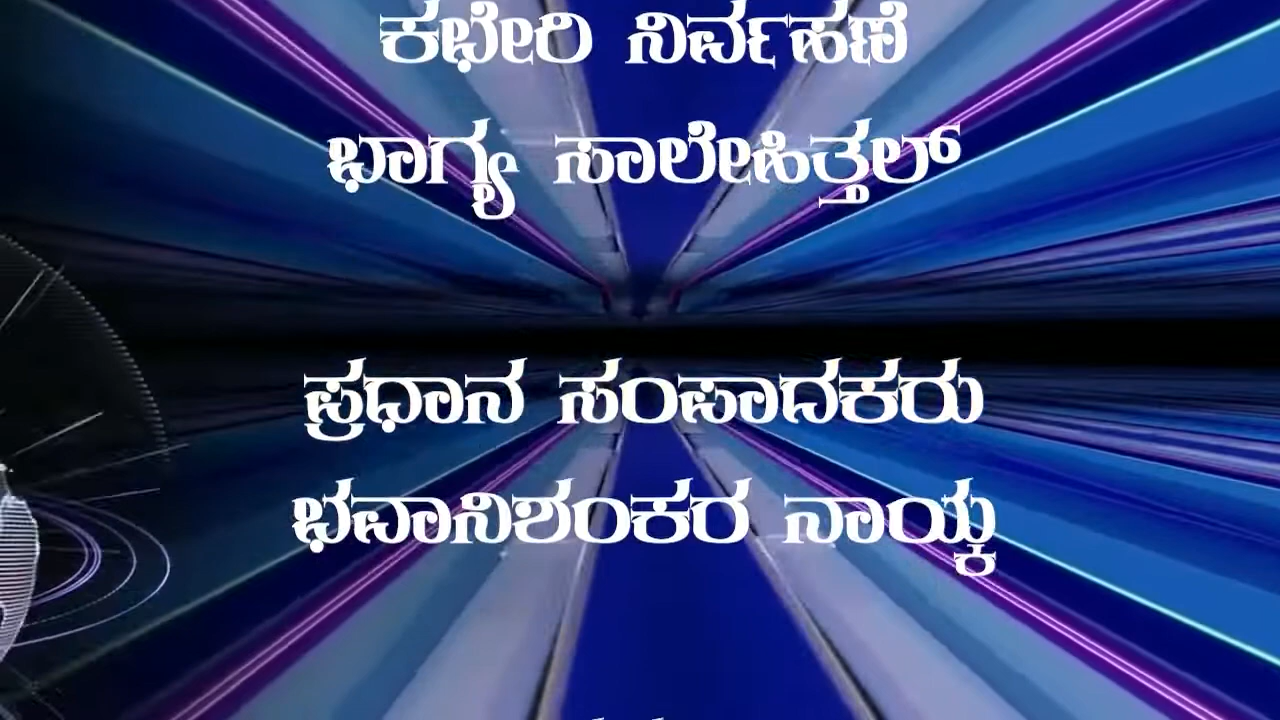 ಕಛೇರಿ ನಿರ್ವಹಣೆ
ಭಾಗ್ಯ ಸಾಲೇಹಿತ್ತಲ್
ಪ್ರಧಾನ ಸಂಪಾದಕರು
ಭವಾನಿಶಂಕರ ನಾಯ್ಕ